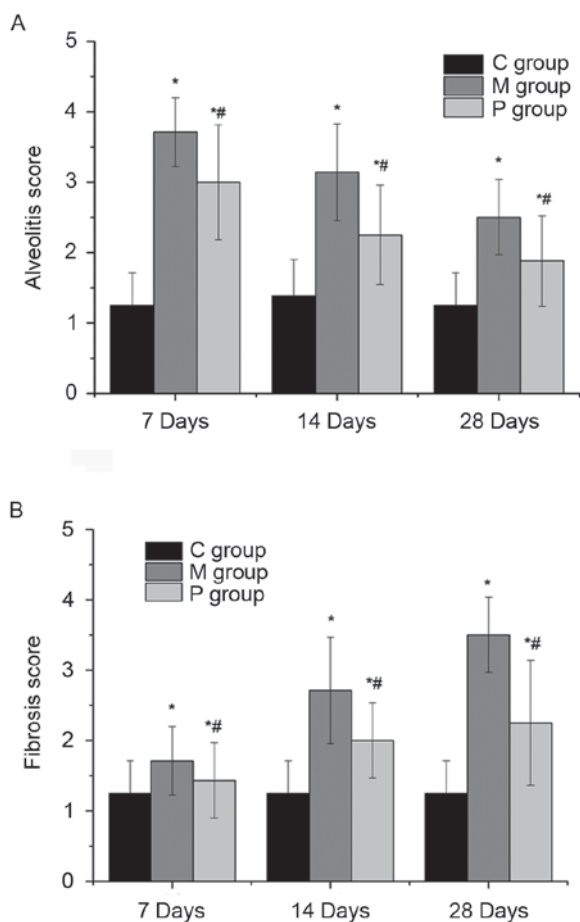 A
5
4
3
2
1
0
Alveolitis score
C group
M group
P group
*
*#
*
*#
*
*#
7 Days
14 Days
28 Days
B
5
4
3
2
1
0
Fibrosis score
C group
M group
P group
*
*#
*
*#
*
*#
7 Days
14 Days
28 Days